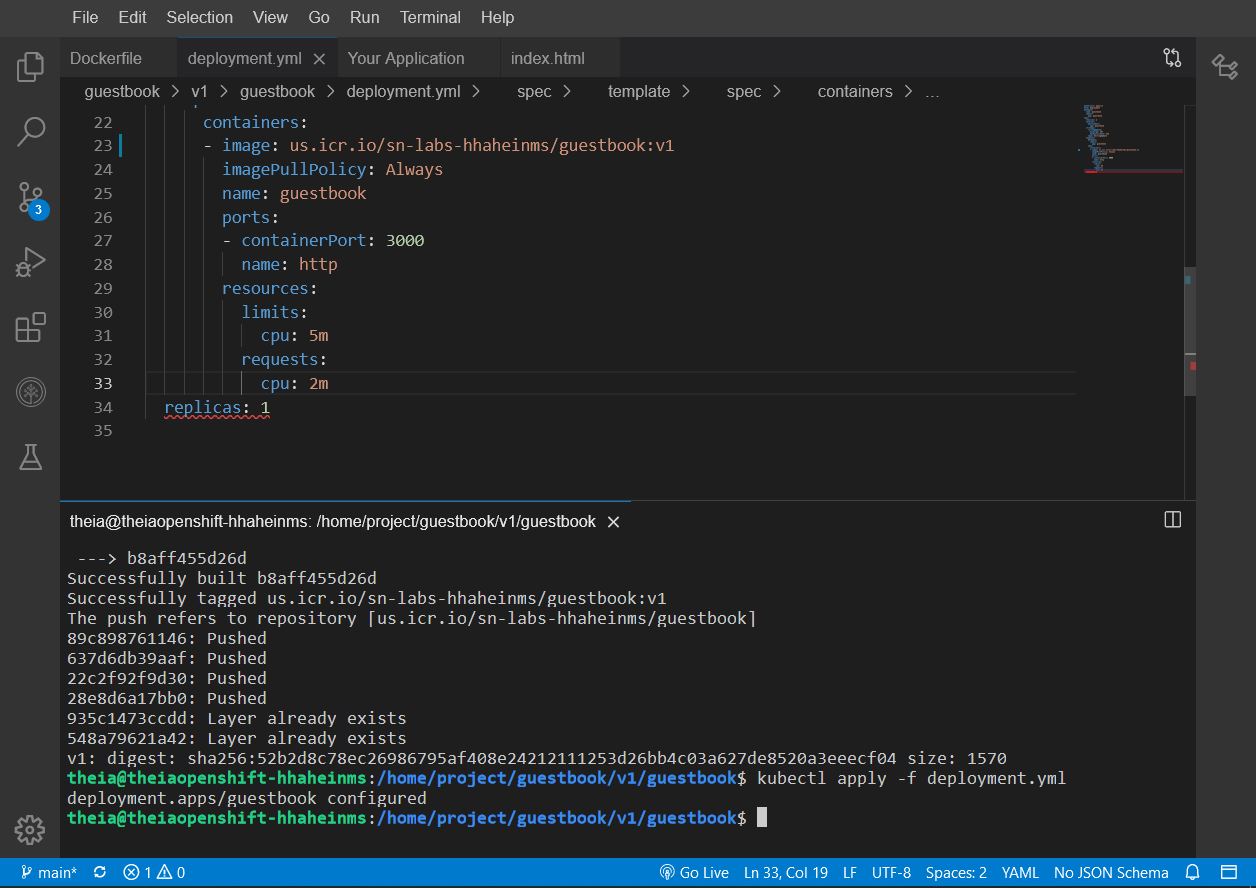 File Edit Selection View Go Run Terminal Help
Dockerfile deployment.yml Your Application index.html
guestbook > v1 > guestbook > deployment.yml > spec > template > spec > containers > ...
22 containers:
23 - image: us.icr.io/sn-labs-hhaheinms/guestbook:v1
24 imagePullPolicy: Always
25 name: guestbook
26 ports:
27 - containerPort: 3000
28 name: http
29 resources:
30 limits:
31 cpu: 5m
32 requests:
33 cpu: 2m
34 replicas: 1
35
3
theia@theiaopenshift-hhaheinms: /home/project/guestbook/v1/guestbook
---> b8aff455d26d
Successfully built b8aff455d26d
Successfully tagged us.icr.io/sn-labs-hhaheinms/guestbook:v1
The push refers to repository [us.icr.io/sn-labs-hhaheinms/guestbook]
89c898761146: Pushed
637d6db39aaf: Pushed
22c2f92f9d30: Pushed
28e8d6a17bb0: Pushed
935c1473ccdd: Layer already exists
548a79621a42: Layer already exists
v1: digest: sha256:52b2d8c78ec26986795af408e24212111253d26bb4c03a627de8520a3eeecf04 size: 1570
theia@theiaopenshift-hhaheinms:/home/project/guestbook/v1/guestbook$ kubectl apply -f deployment.yml
deployment.apps/guestbook configured
theia@theiaopenshift-hhaheinms:/home/project/guestbook/v1/guestbook$
main* 1 0 Go Live Ln 33, Col 19 LF UTF-8 Spaces: 2 YAML No JSON Schema